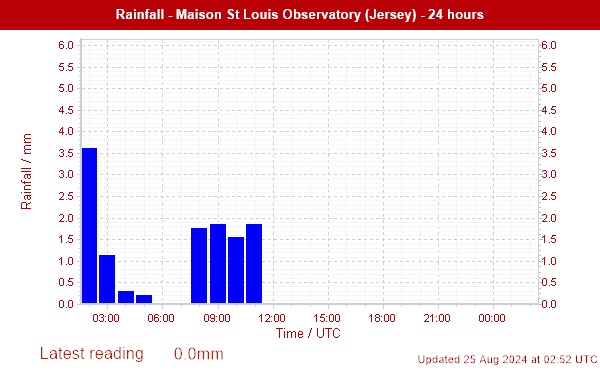 Rainfall - Maison St Louis Observatory (Jersey) - 24 hours
6.0 6.0
5.5 5.5
5.0 5.0
4.5 4.5
4.0 4.0
3.5 3.5
3.0 3.0
2.5 2.5
2.0 2.0
1.5 1.5
1.0 1.0
0.5 0.5
0.0 0.0
Rainfall / mm
03:00 06:00 09:00 12:00 15:00 18:00 21:00 00:00
Time / UTC
Latest reading 0.0mm
Updated 25 Aug 2024 at 02:52 UTC